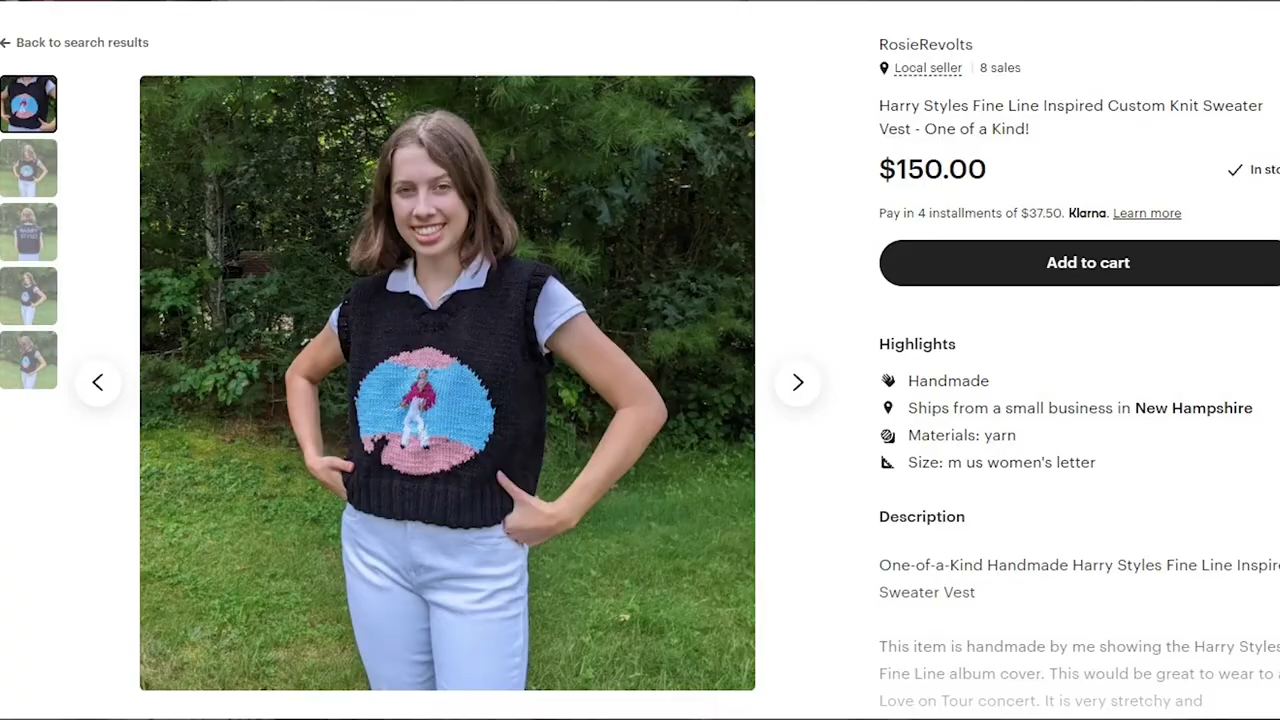 Back to search results
RosieRevolts
Local seller 8 sales
Harry Styles Fine Line Inspired Custom Knit Sweater
Vest - One of a Kind!
$150.00
In sto
Pay in 4 installments of $37.50. Klarna. Learn more
Add to cart
Highlights
Handmade
Ships from a small business in New Hampshire
Materials: yarn
Size: m us women's letter
Description
One-of-a-Kind Handmade Harry Styles Fine Line Inspire
Sweater Vest
This item is handmade by me showing the Harry Styles
Fine Line album cover. This would be great to wear to a
Love on Tour concert. It is very stretchy and